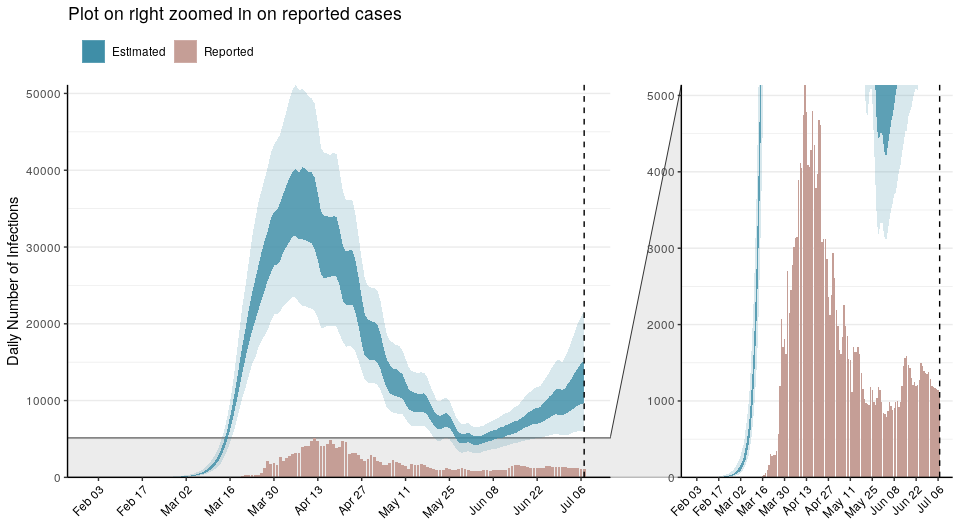 Plot on right zoomed in on reported cases
Estimated Reported
Daily Number of Infections
50000
40000
30000
20000
10000
0
Feb 03 Feb 17 Mar 02 Mar 16 Mar 30 Apr 13 Apr 27 May 11 May 25 Jun 08 Jun 22 Jul 06
5000
4000
3000
2000
1000
0
Feb 03 Feb 17 Mar 02 Mar 16 Mar 30 Apr 13 Apr 27 May 11 May 25 Jun 08 Jun 22 Jul 06